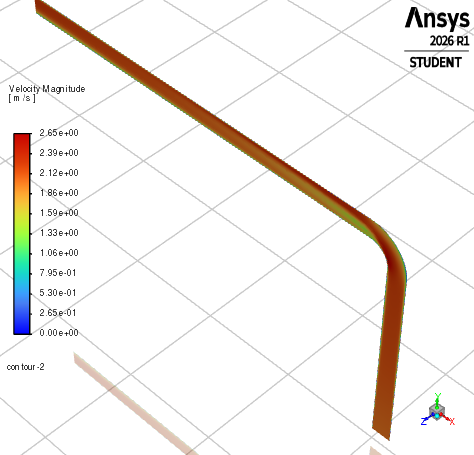 Ansys
2026 R1
STUDENT
Velocity Magnitude
[ m/s ]
2.65e+00
2.39e+00
2.12e+00
1.86e+00
1.59e+00
1.33e+00
1.06e+00
7.95e-01
5.30e-01
2.65e-01
0.00e+00
contour-2
Y
Z X